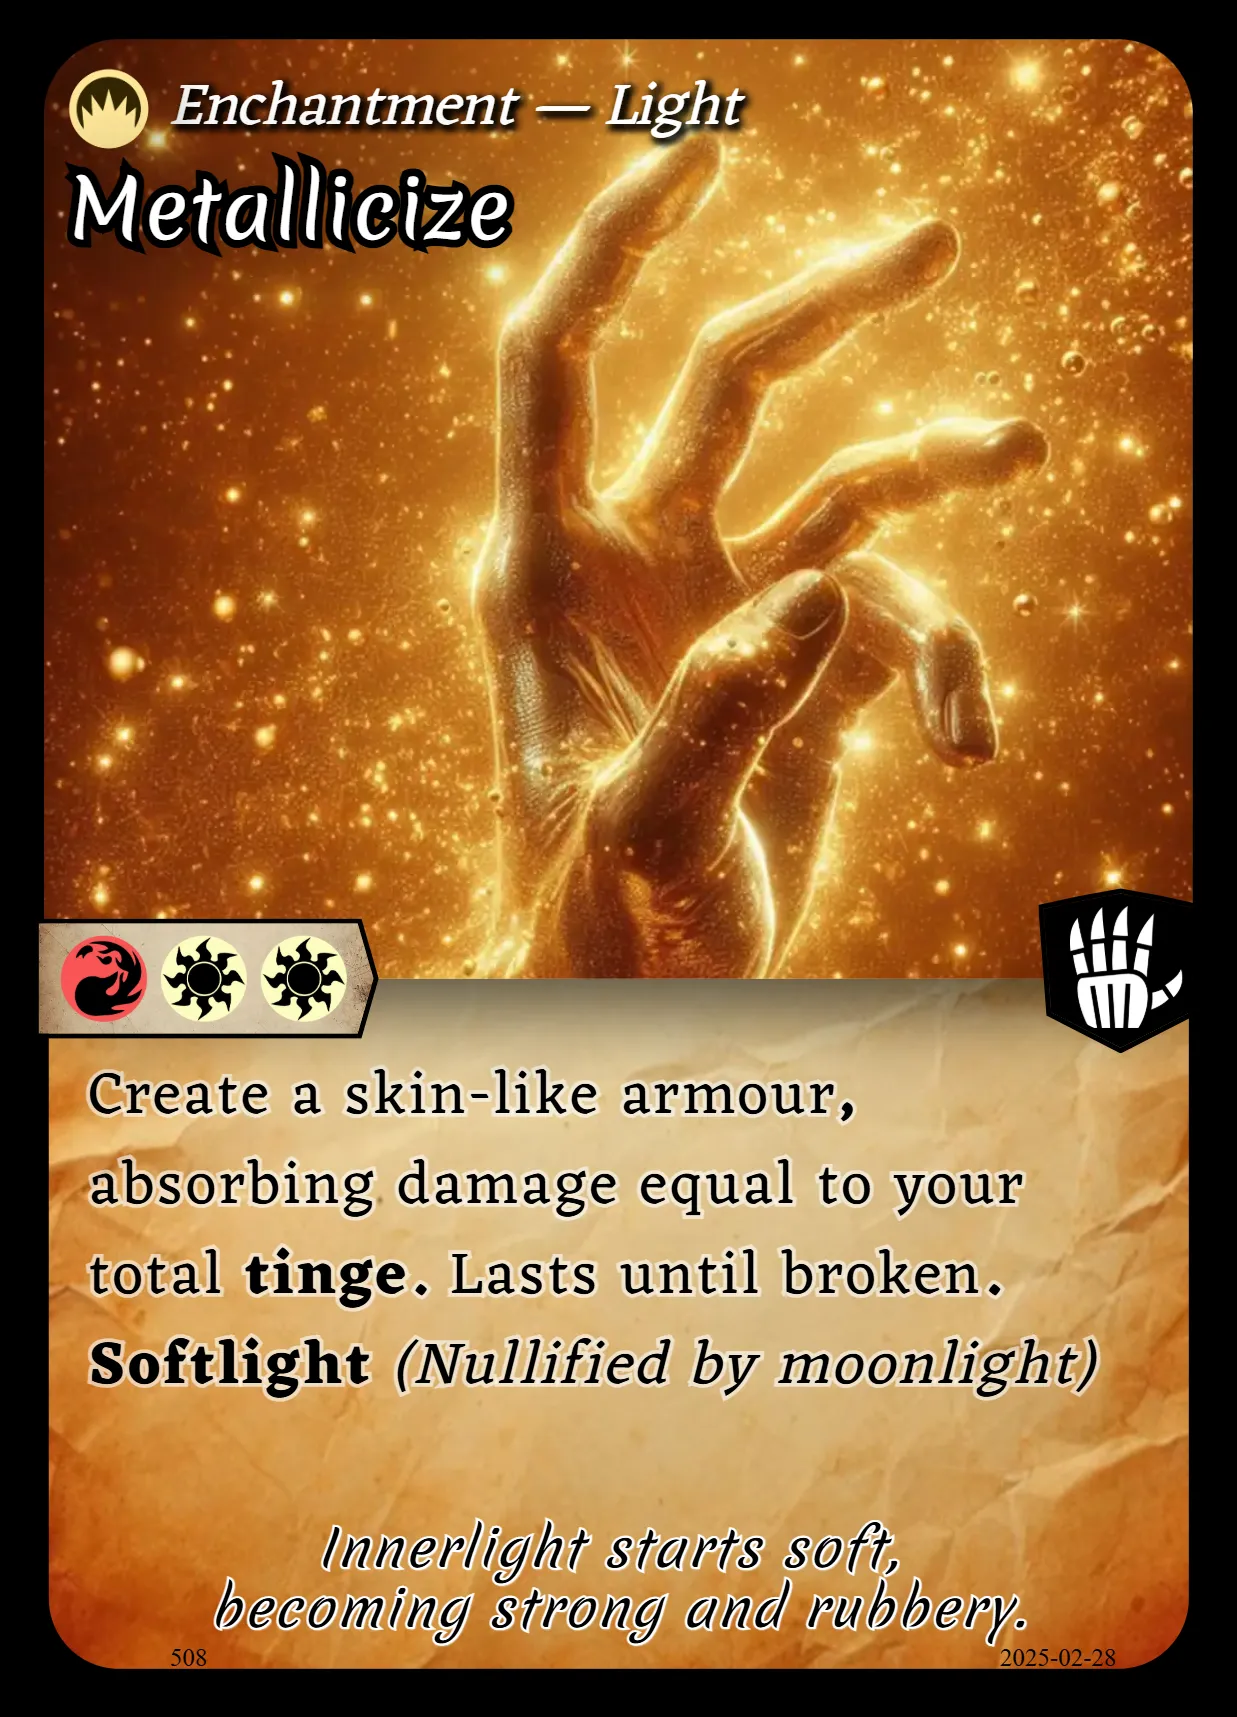 Enchantment — Light
Metallicize
Create a skin-like armour,
absorbing damage equal to your
total tinge. Lasts until broken.
Softlight (Nullified by moonlight)
Innerlight starts soft,
becoming strong and rubbery.
508
2025-02-28